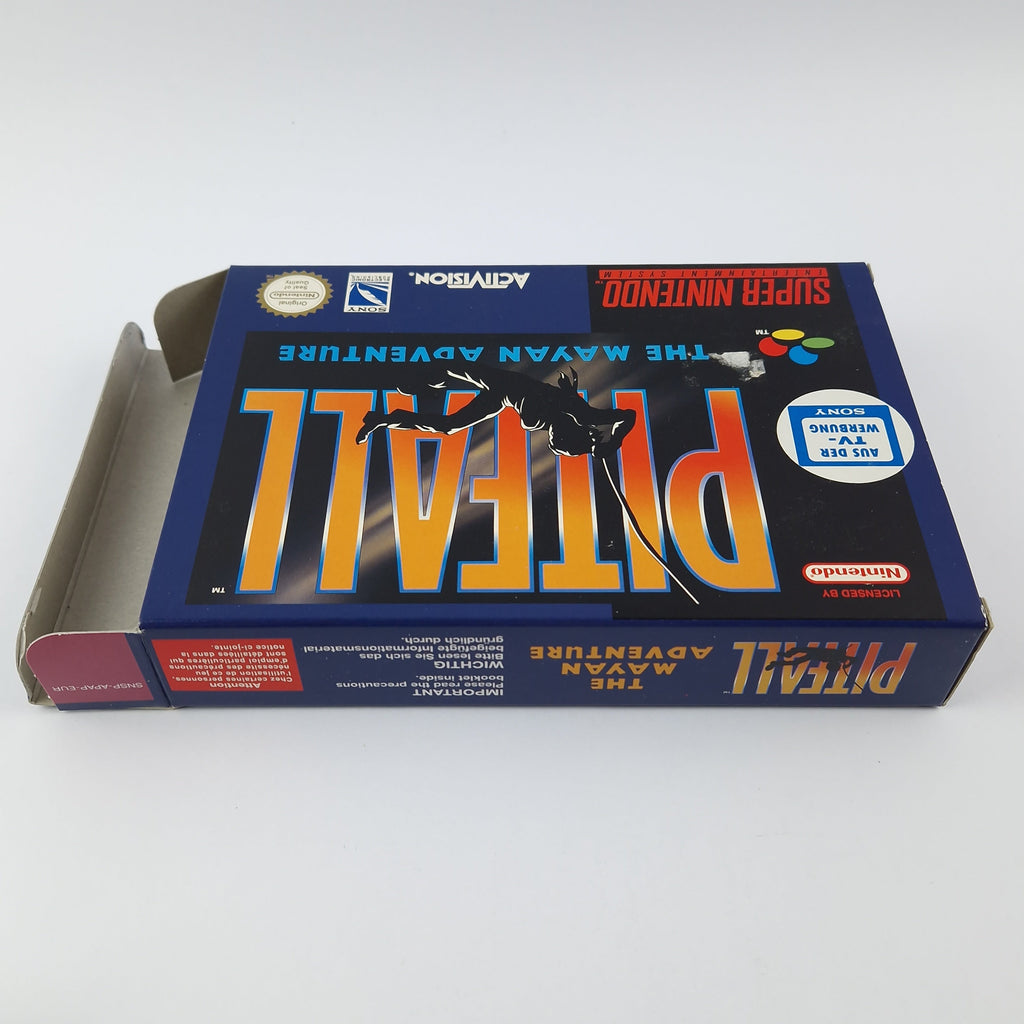 LICENSED BY
Nintendo
AUS DER
TV-
WERBUNG
SONY
PITFALL
TM
THE MAYAN ADVENTURE
TM
SUPER NINTENDO
TM
ENTERTAINMENT SYSTEM
ACTIVISION.
SONY
Original
Nintendo
Seal of
Quality
PITFALL
TM
THE
MAYAN
ADVENTURE
IMPORTANT
Please read the precautions
booklet inside.
WICHTIG
Bitte lesen Sie sich das
beigefügte Informationsmaterial
gründlich durch.
Attention
Chez certaines personnes,
l'utilisation de ce jeu
nécessite des précautions
d'emploi particulières qui
sont détaillées dans la
notice ci-jointe.
SNSP-APAP-EUR